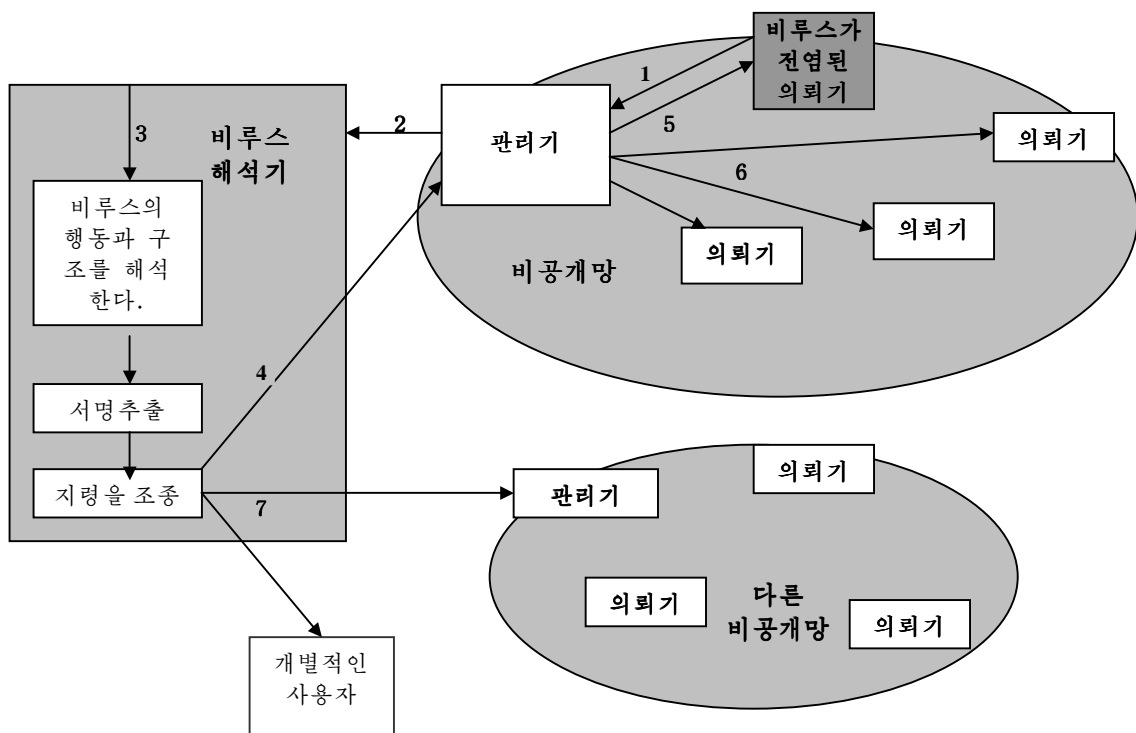 비루스가
전염된
의뢰기
1
3
비루스
해석기
2
관리기
5
의뢰기
6
비루스의
행동과 구
조를 해석
한다.
의뢰기
의뢰기
비공개망
4
서명추출
지령을 조종
7
관리기
의뢰기
의뢰기
다른
비공개망
의뢰기
개별적인
사용자